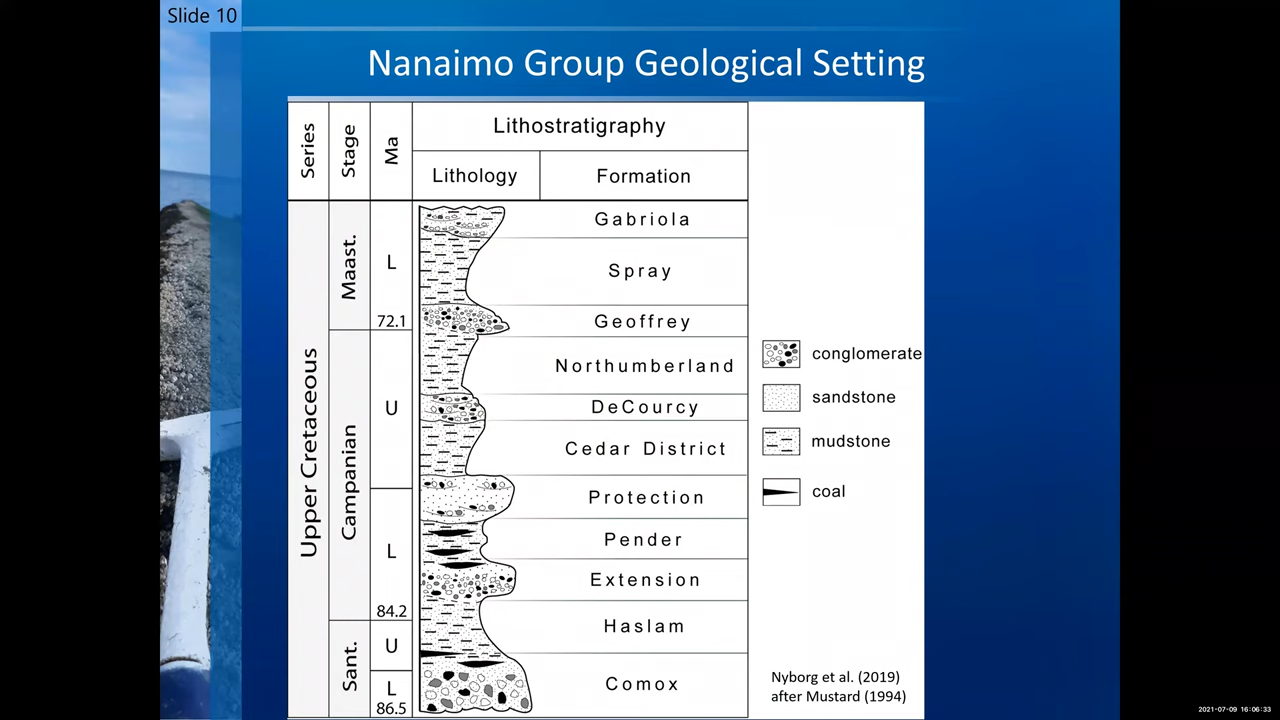 Slide 10
Nanaimo Group Geological Setting
Series
Stage
Ma
Lithostratigraphy
Lithology
Formation
Upper Cretaceous
Maast.
Campanian
Sant.
L
72.1
U
L
84.2
U
L
86.5
Gabriola
Spray
Geoffrey
Northumberland
DeCourcy
Cedar District
Protection
Pender
Extension
Haslam
Comox
conglomerate
sandstone
mudstone
coal
Nyborg et al. (2019)
after Mustard (1994)
2021-07-09 16:06:33